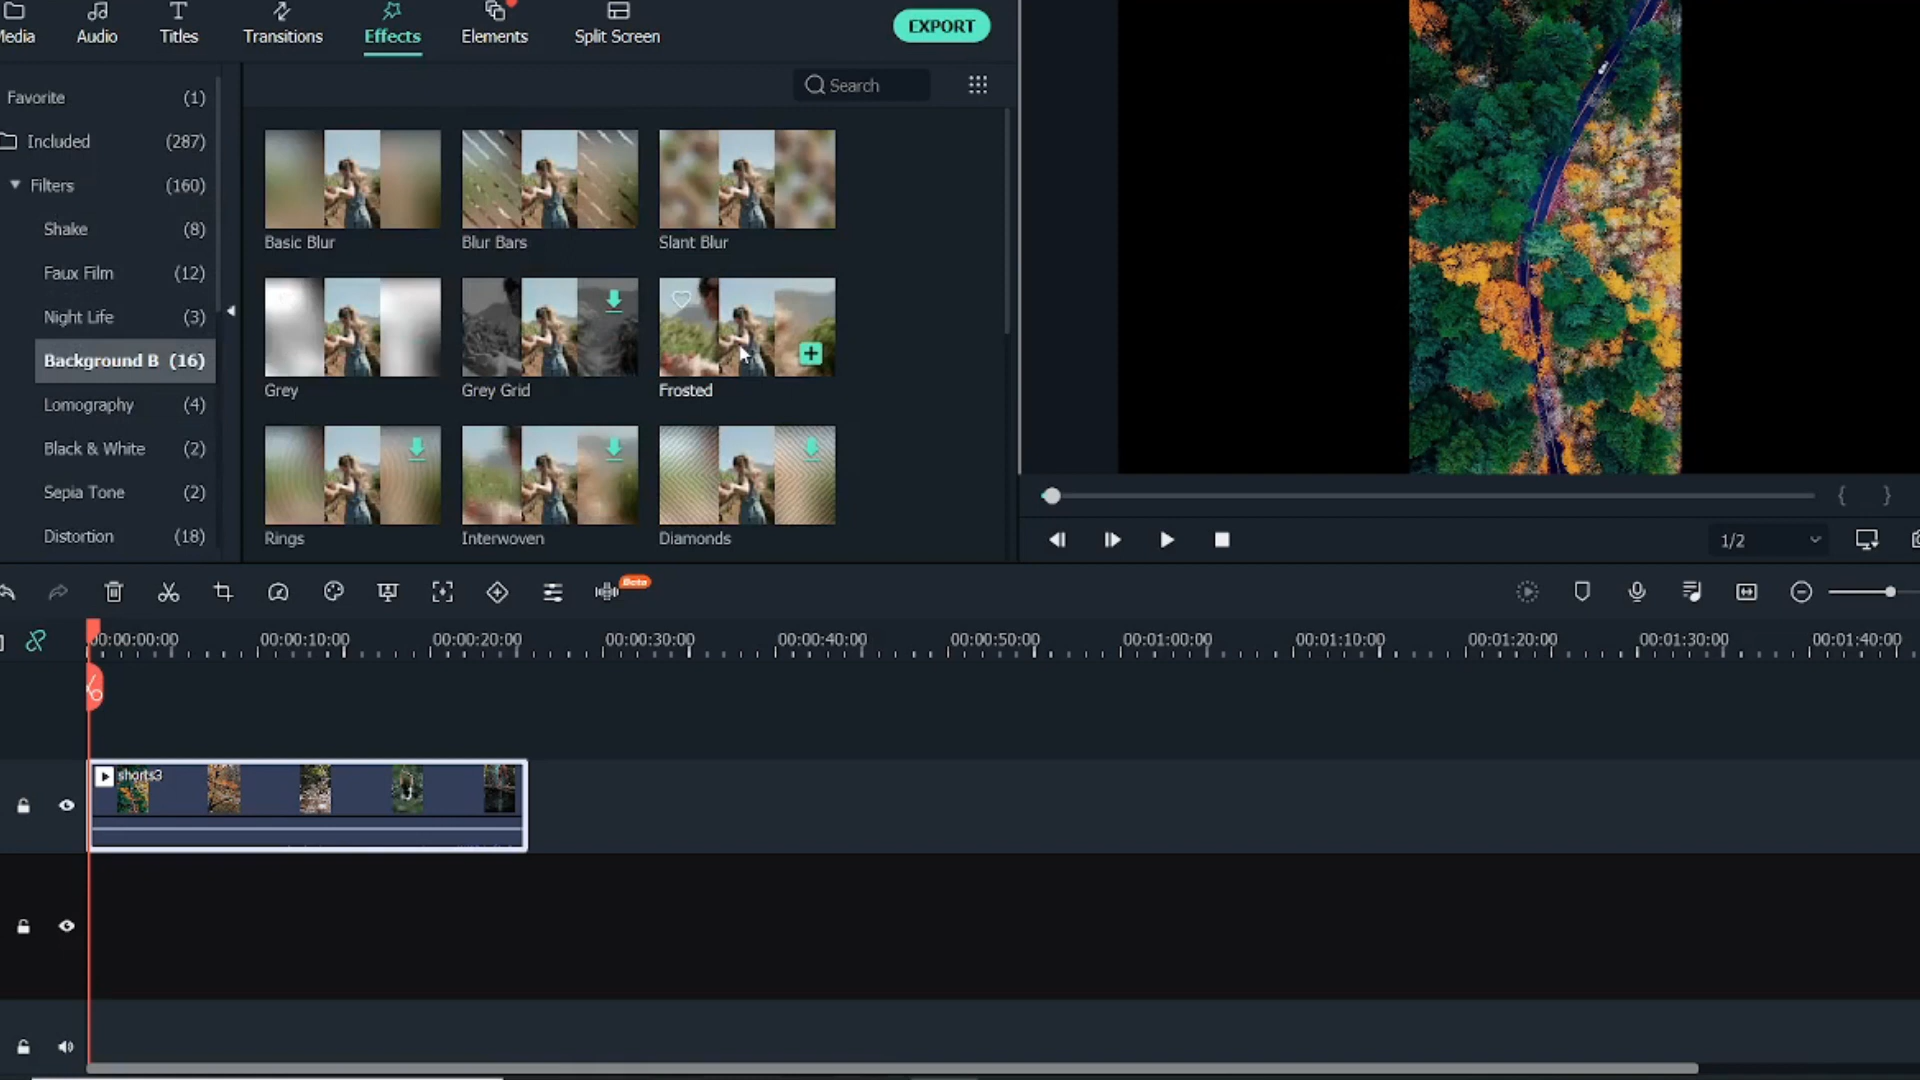 Media
Audio
Titles
Transitions
Effects
Elements
Split Screen
EXPORT
Search
Favorite (1)
Included (287)
Filters (160)
Shake (8)
Faux Film (12)
Night Life (3)
Background B (16)
Lomography (4)
Black & White (2)
Sepia Tone (2)
Distortion (18)
Basic Blur
Blur Bars
Slant Blur
Grey
Grey Grid
Frosted
Rings
Interwoven
Diamonds
{ }
1/2
Beta
00:00:00:00
00:00:10:00
00:00:20:00
00:00:30:00
00:00:40:00
00:00:50:00
00:01:00:00
00:01:10:00
00:01:20:00
00:01:30:00
00:01:40:00
shorts3